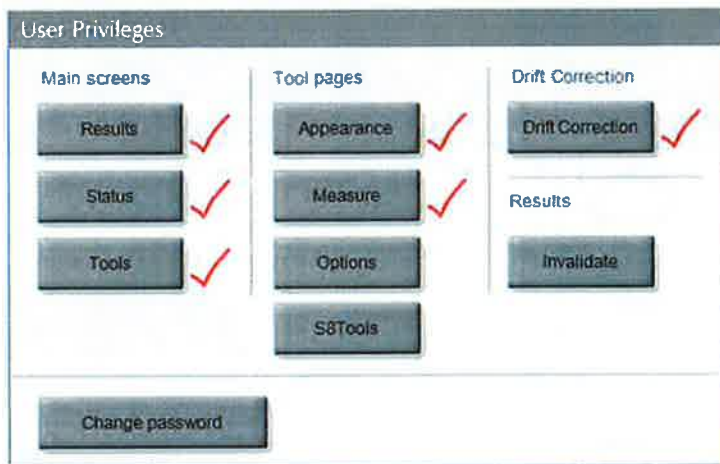 User Privileges
Main screens
Results
Status
Tools
Tool pages
Appearance
Measure
Options
S8Tools
Drift Correction
Drift Correction
Results
Invalidate
Change password